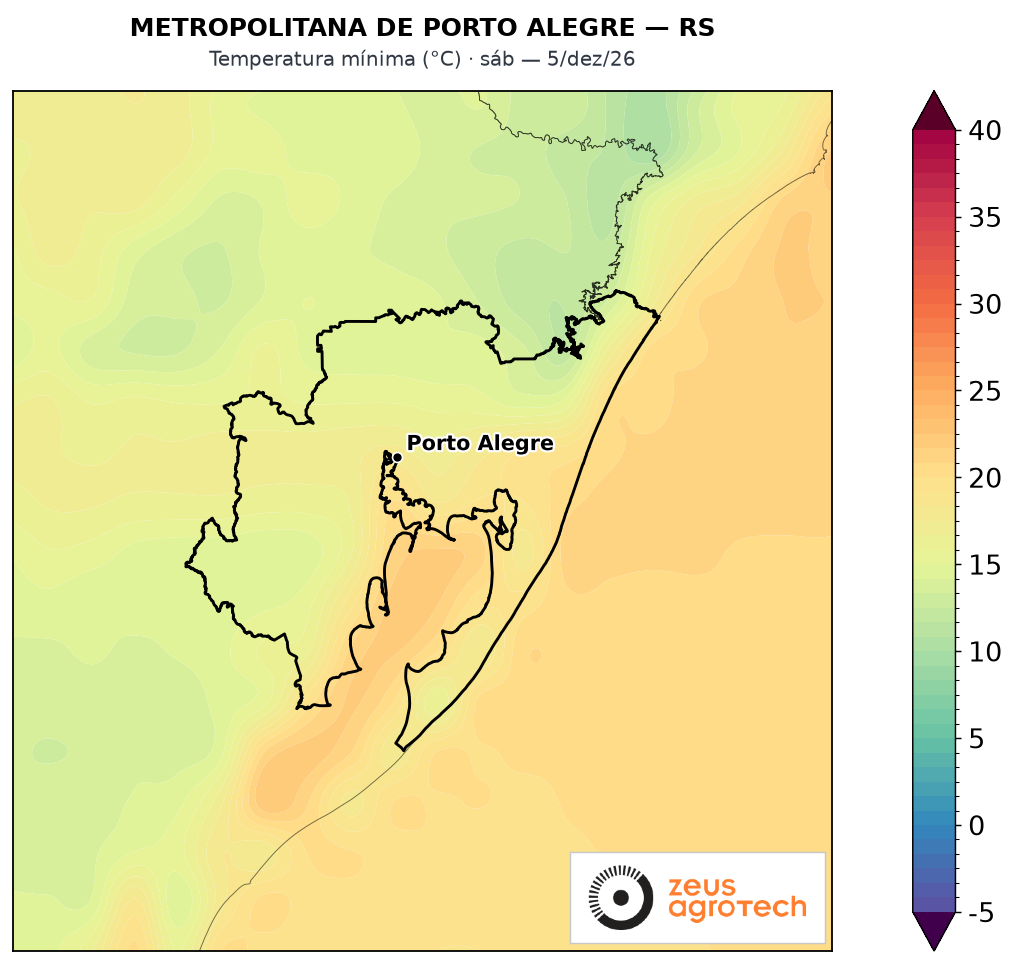 METROPOLITANA DE PORTO ALEGRE — RS
Temperatura mínima (°C) · sáb — 5/dez/26
Porto Alegre
40
35
30
25
20
15
10
5
0
-5
zeus
agrotech